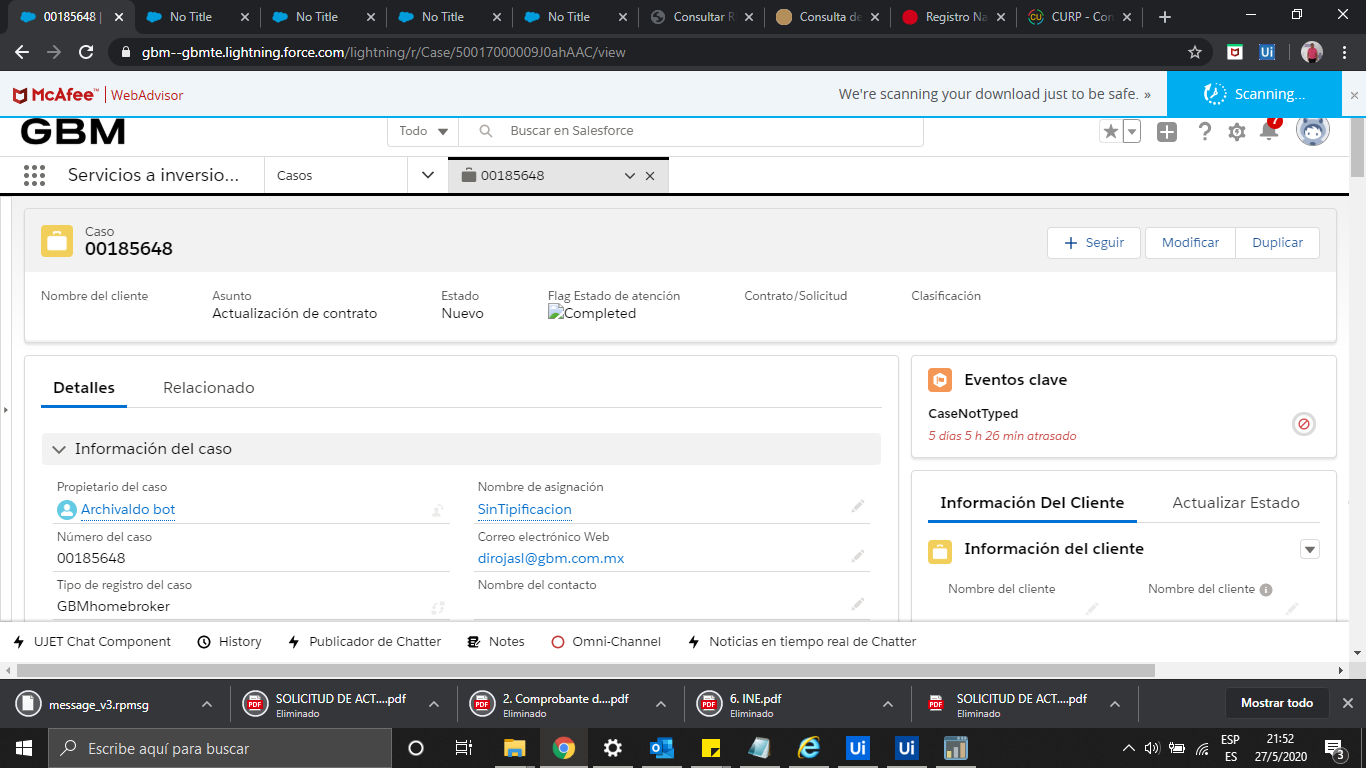 00185648 |
No Title
No Title
No Title
No Title
Consultar R
Consulta de
Registro Na
CURP - Con
gbm--gbmte.lightning.force.com/lightning/r/Case/50017000009J0ahAAC/view
McAfee™ | WebAdvisor
We're scanning your download just to be safe. »
Scanning...
GBM
Todo
Buscar en Salesforce
7
Servicios a inversio...
Casos
00185648
Caso
00185648
Seguir
Modificar
Duplicar
Nombre del cliente
Asunto
Actualización de contrato
Estado
Nuevo
Flag Estado de atención
Completed
Contrato/Solicitud
Clasificación
Detalles
Relacionado
Información del caso
Propietario del caso
Archivaldo bot
Nombre de asignación
SinTipificacion
Número del caso
00185648
Correo electrónico Web
dirojasl@gbm.com.mx
Tipo de registro del caso
GBMhomebroker
Nombre del contacto
Eventos clave
CaseNotTyped
5 días 5 h 26 min atrasado
Información Del Cliente
Actualizar Estado
Información del cliente
Nombre del cliente
Nombre del cliente
UJET Chat Component
History
Publicador de Chatter
Notes
Omni-Channel
Noticias en tiempo real de Chatter
message_v3.rpmsg
SOLICITUD DE ACT....pdf
Eliminado
2. Comprobante d....pdf
Eliminado
6. INE.pdf
Eliminado
SOLICITUD DE ACT....pdf
Eliminado
Mostrar todo
Escribe aquí para buscar
ESP
ES
21:52
27/5/2020
3